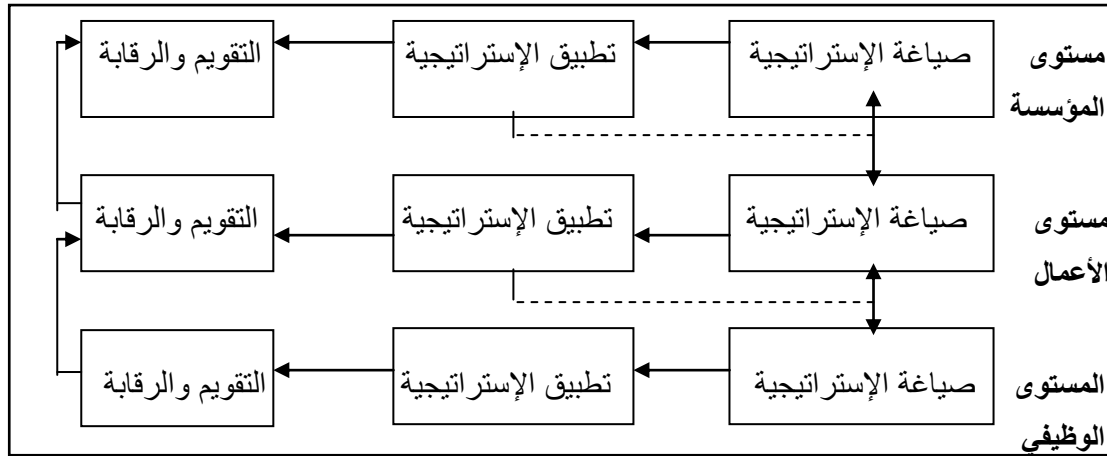 مستوى
المؤسسة
صياغة الإستراتيجية
تطبيق الإستراتيجية
التقويم والرقابة
مستوى
الأعمال
صياغة الإستراتيجية
تطبيق الإستراتيجية
التقويم والرقابة
المستوى
الوظيفي
صياغة الإستراتيجية
تطبيق الإستراتيجية
التقويم والرقابة